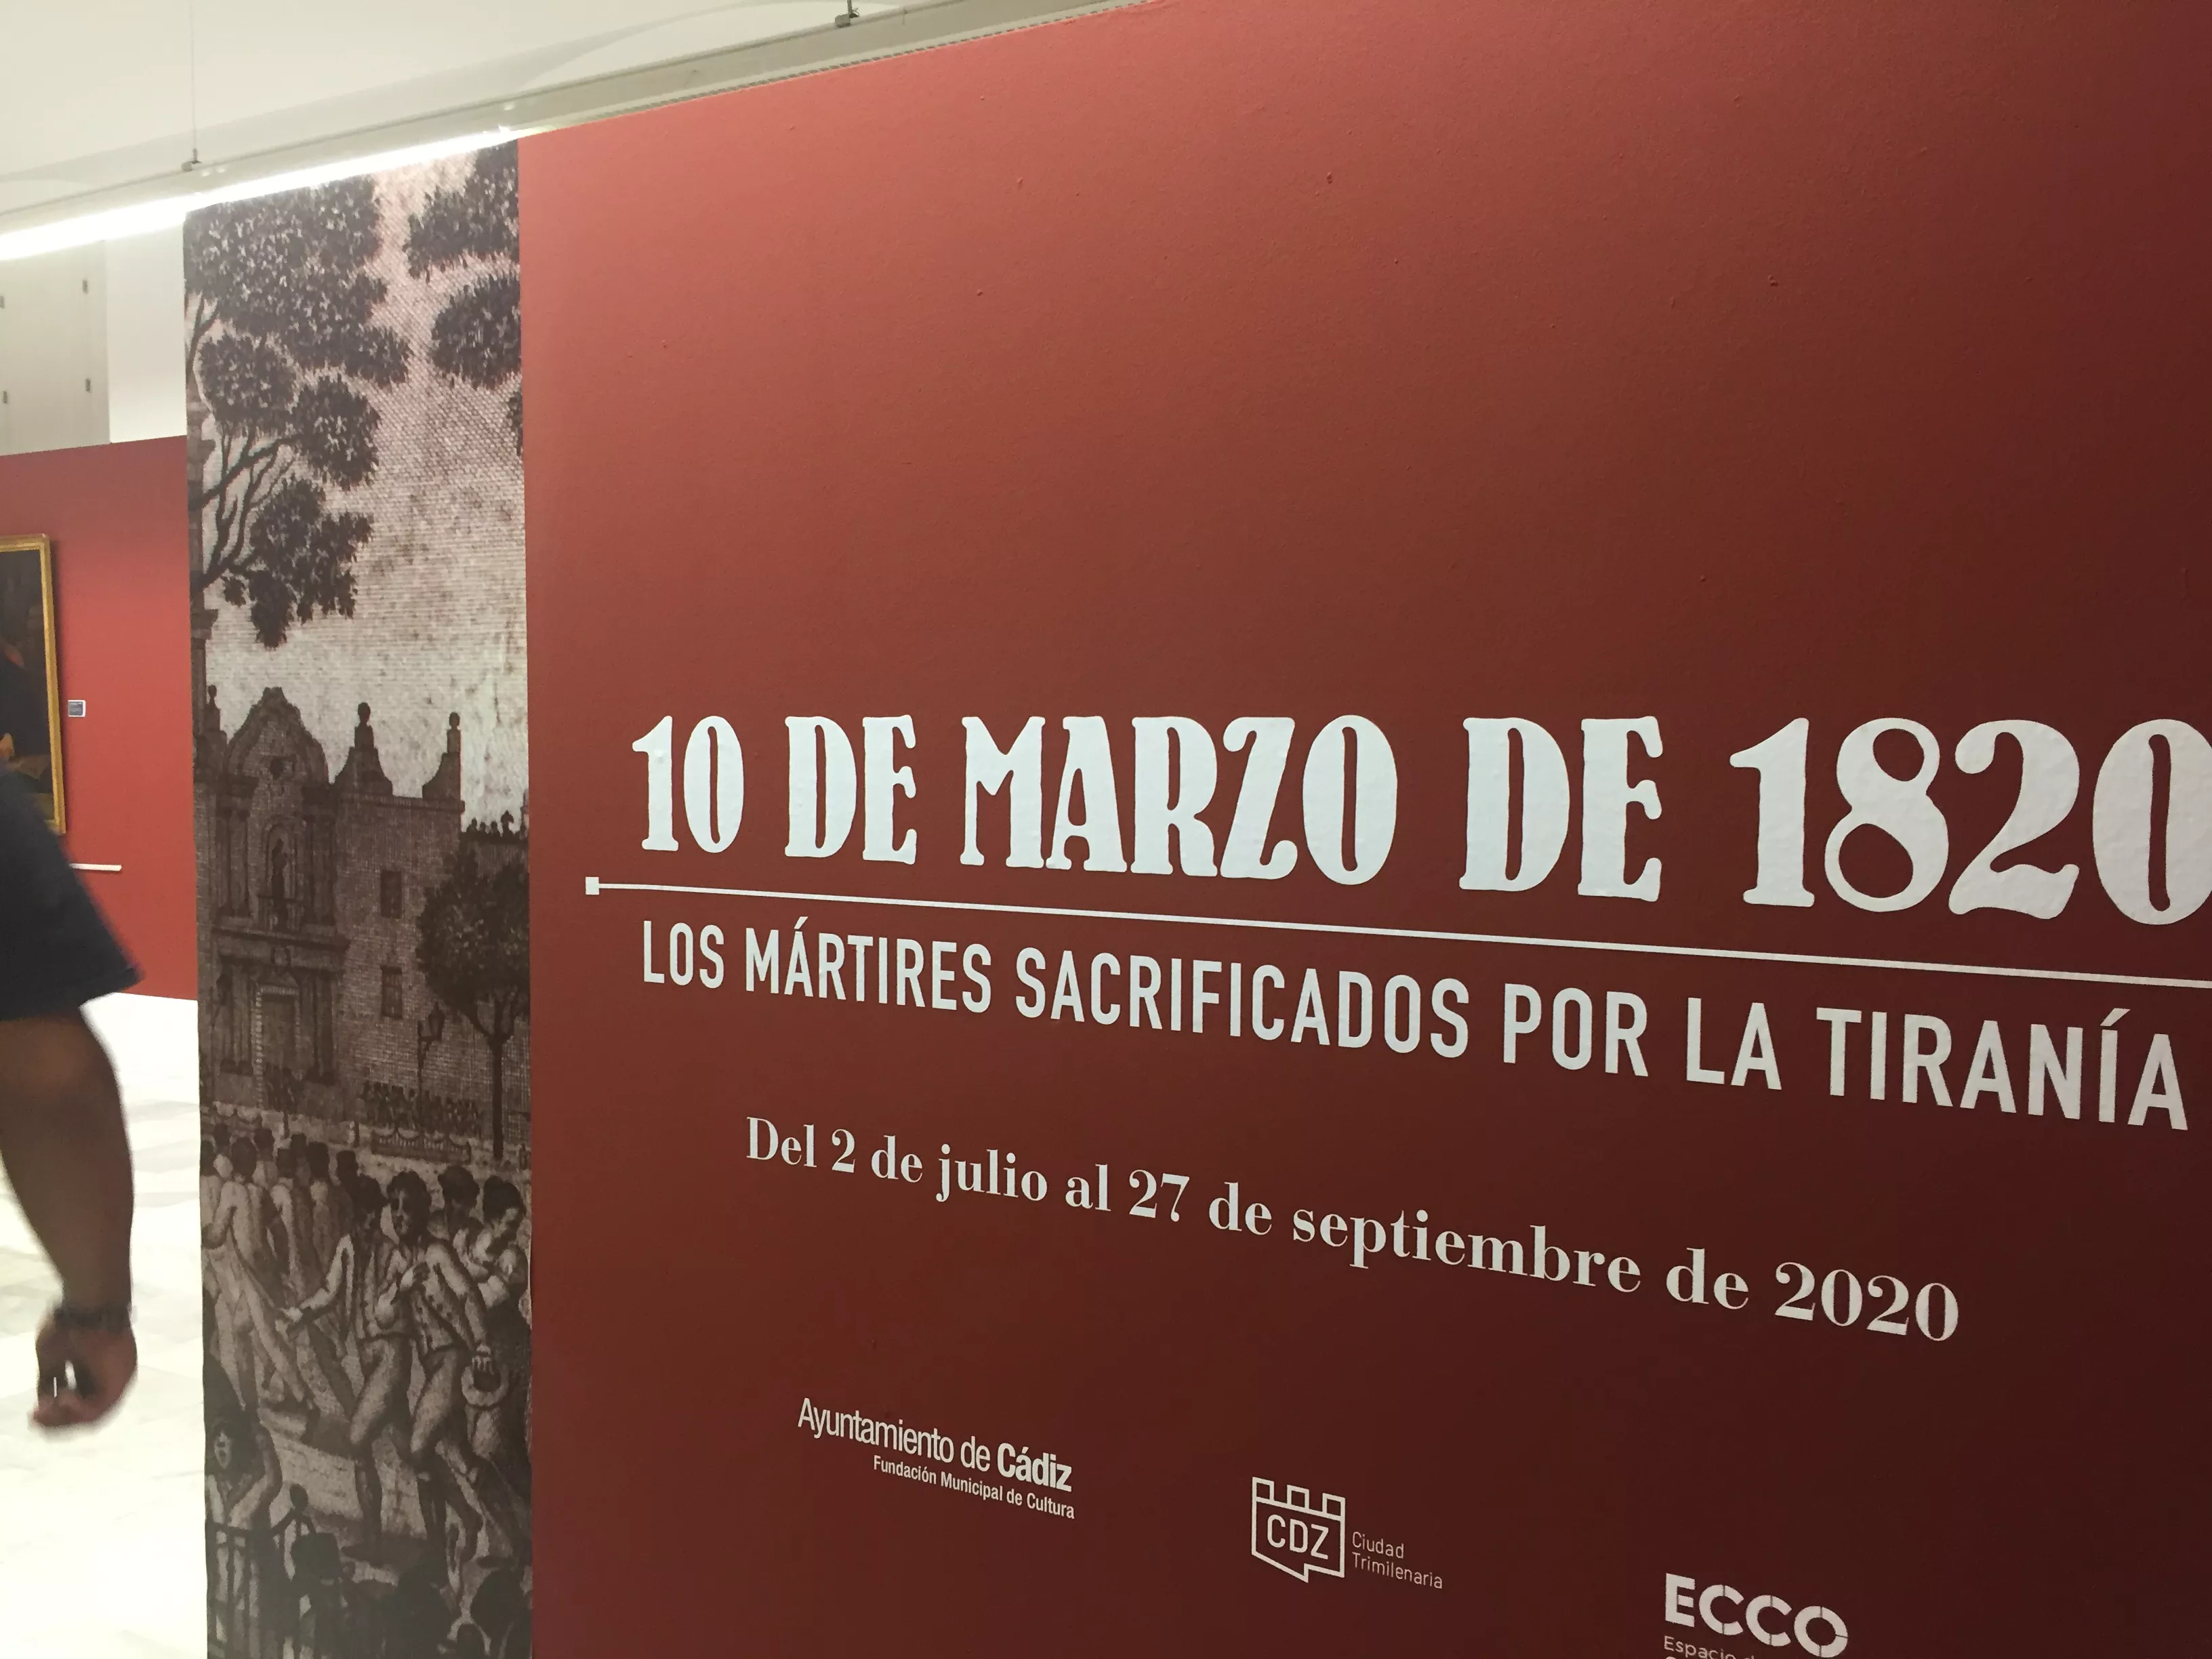 10 DE MARZO DE 1820
LOS MÁRTIRES SACRIFICADOS POR LA TIRANÍA
Del 2 de julio al 27 de septiembre de 2020
Ayuntamiento de Cádiz
Fundación Municipal de Cultura
CDZ
Ciudad
Trimilenaria
ECCO
Espacio